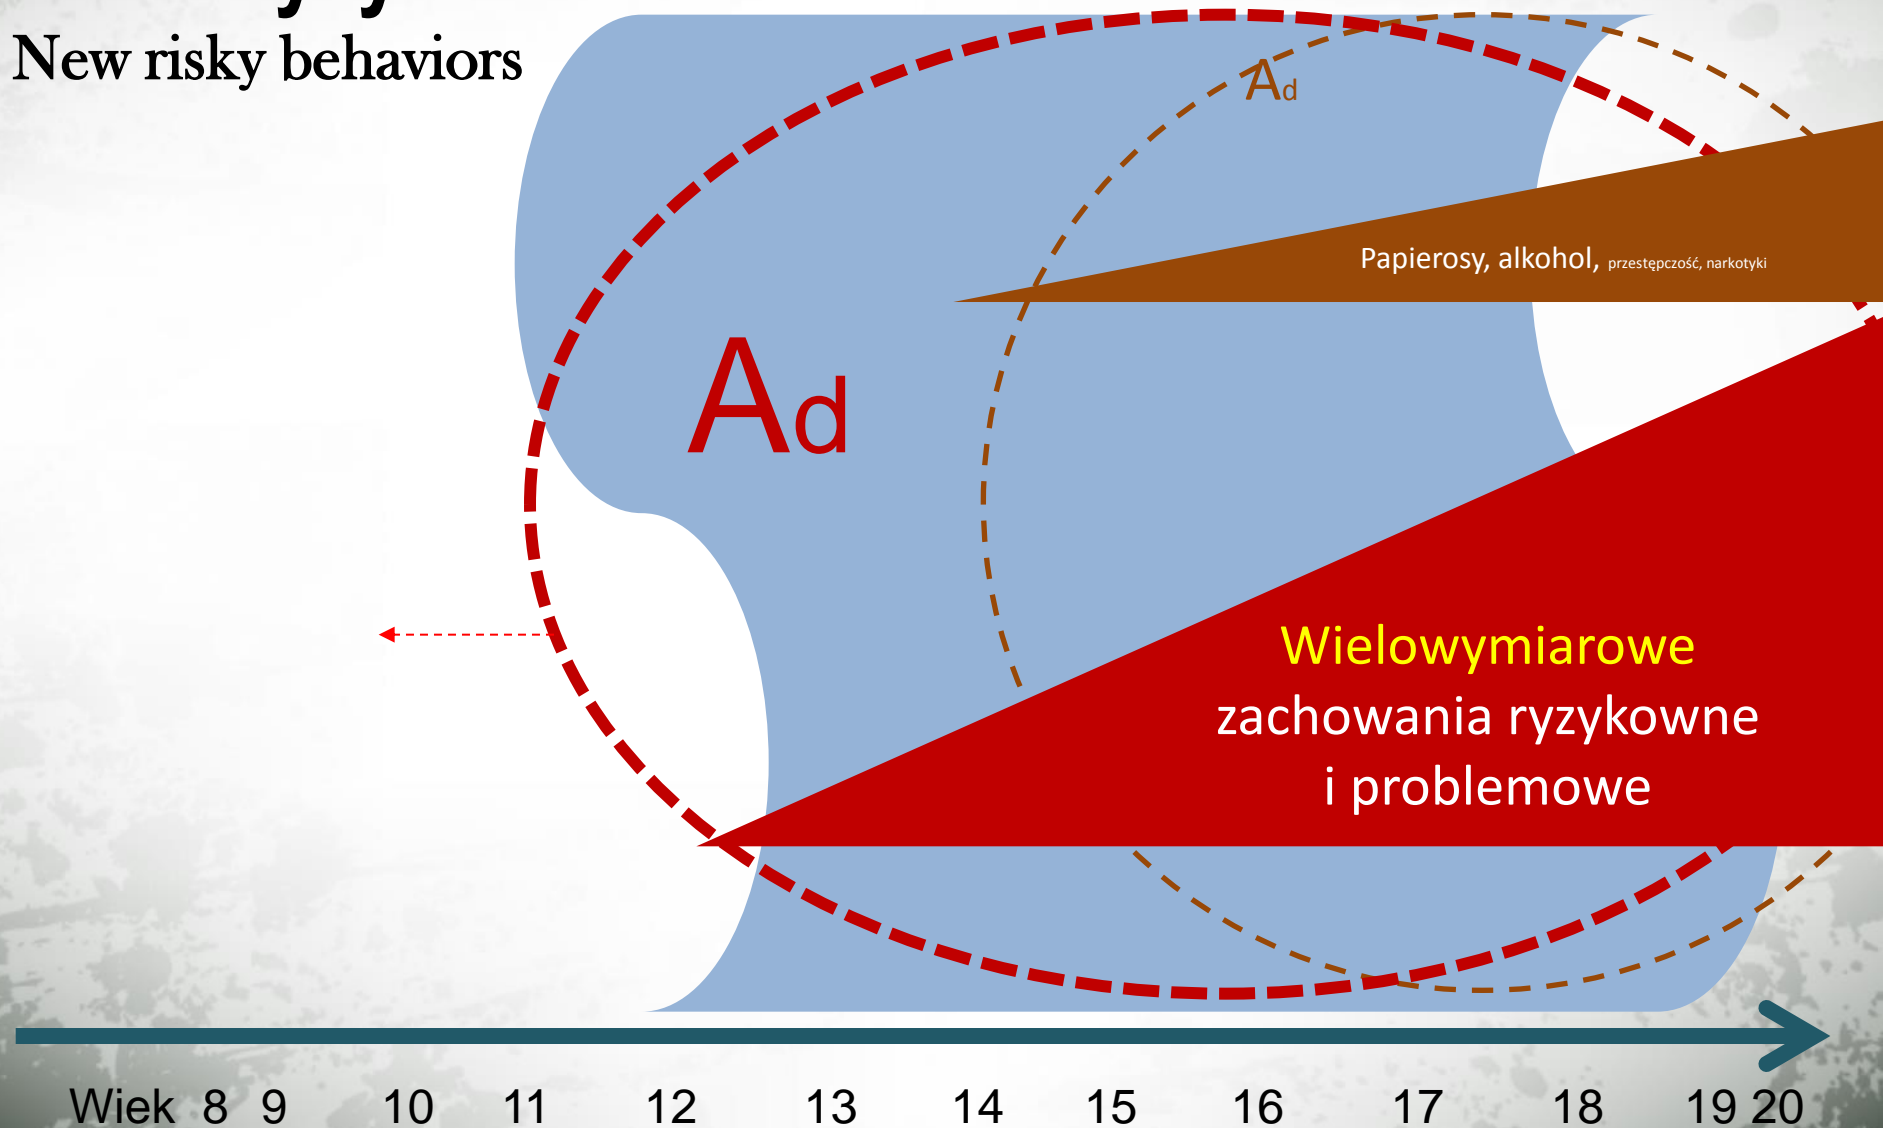 New risky behaviors
Ad
Papierosy, alkohol, przestępczość, narkotyki
Ad
Wielowymiarowe
zachowania ryzykowne
i problemowe
Wiek 8 9 10 11 12 13 14 15 16 17 18 19 20